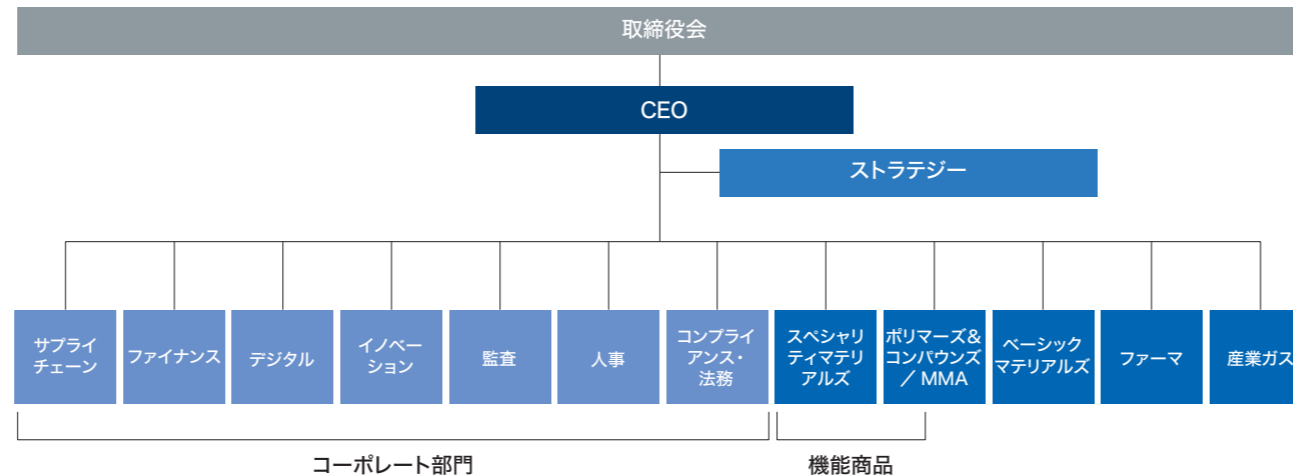 取締役会
CEO
ストラテジー
サプライ
チェーン
ファイナンス
デジタル
イノベー
ション
監査
人事
コンプライ
アンス・
法務
スペシャリ
ティマテリ
アルズ
ポリマーズ&
コンパウンズ
／MMA
ベーシック
マテリアルズ
ファーマ
産業ガス
コーポレート部門
機能商品